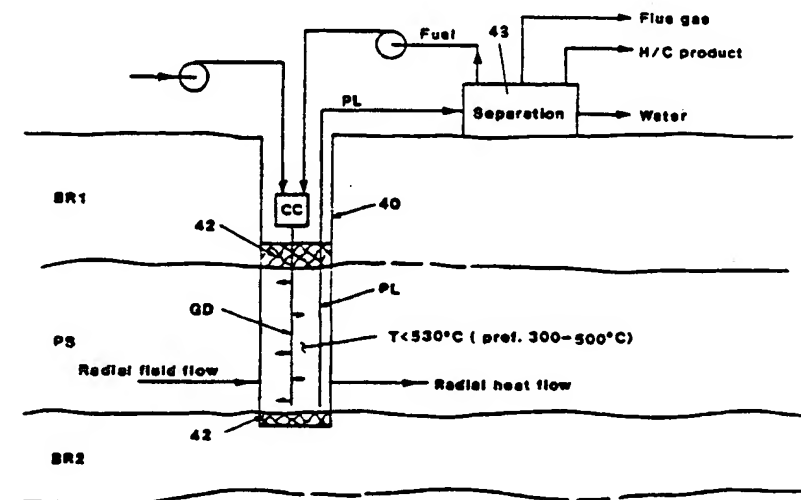 Flue gas
Fuel
43
H/C product
PL
Separation
Water
BR1
CC
40
42
PL
GD
T<530°C ( pref. 300-500°C)
PS
Radial field flow
Radial heat flow
42
BR2